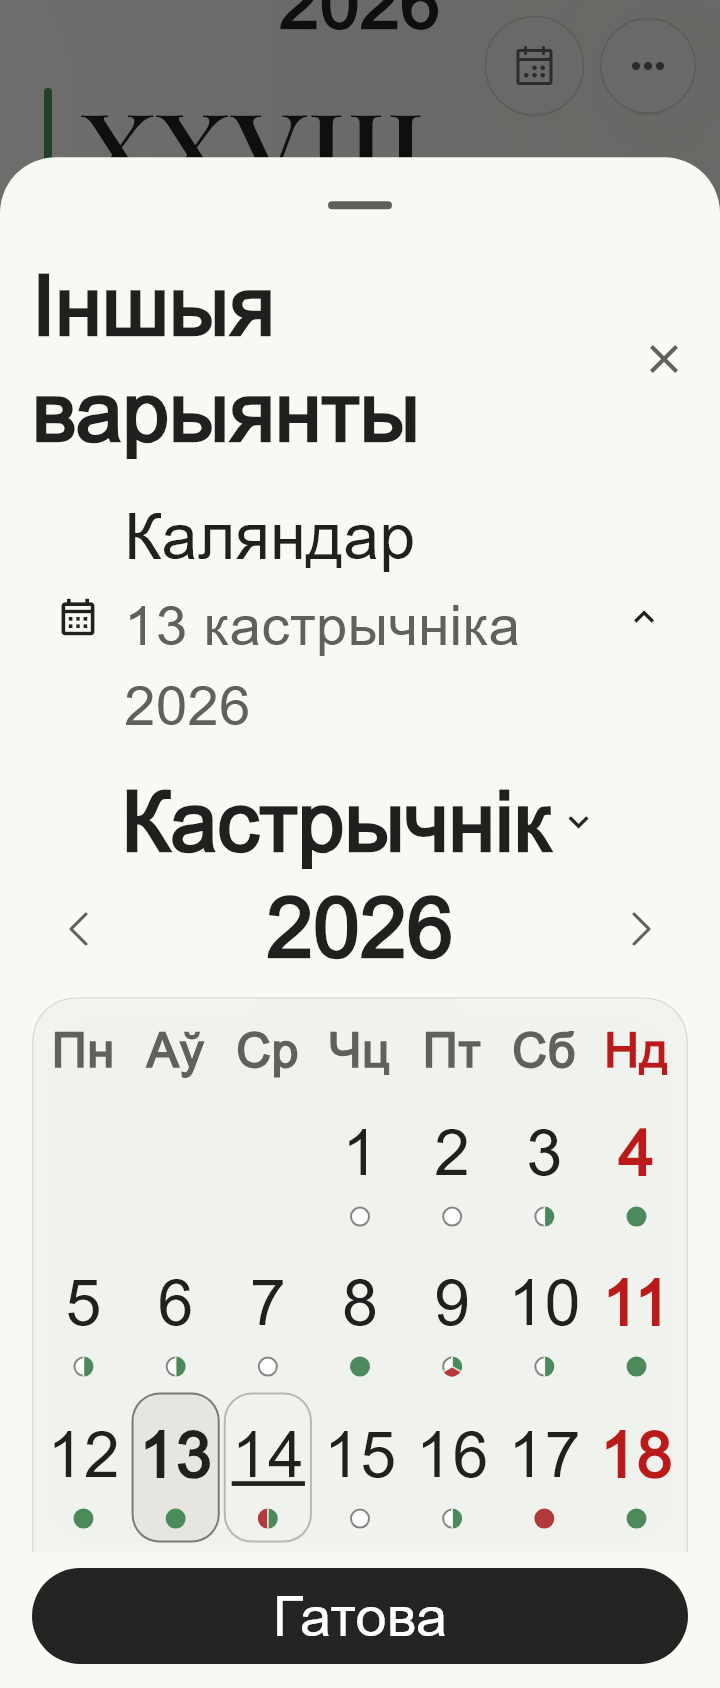 2026
XXVIII
Іншыя
варыянты
Каляндар
13 кастрычніка
2026
Кастрычнік
2026
Пн Аў Ср Чц Пт Сб Нд
1 2 3 4
5 6 7 8 9 10 11
12 13 14 15 16 17 18
Гатова